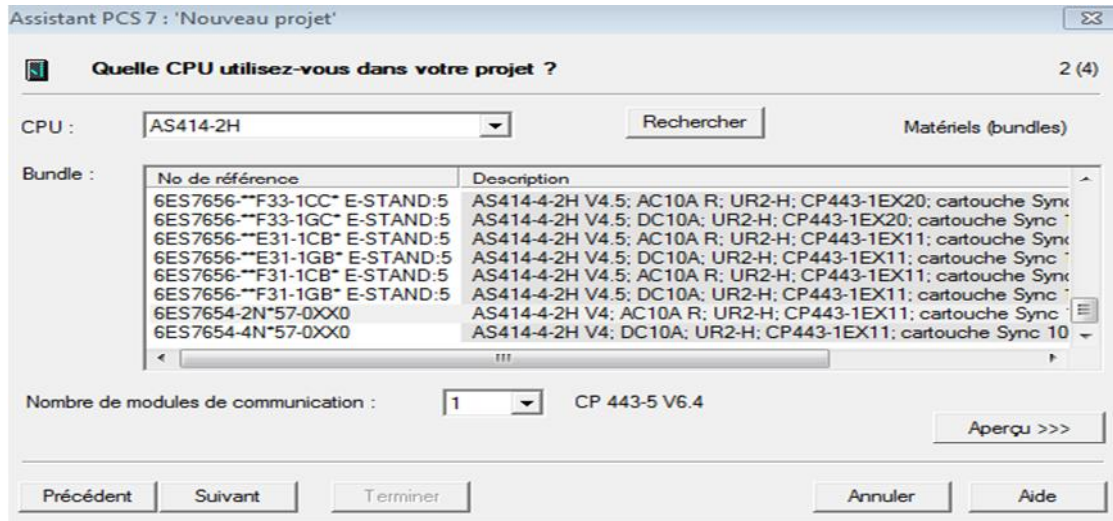 Assistant PCS 7 : 'Nouveau projet'
Quelle CPU utilisez-vous dans votre projet ? 2 (4)
CPU : AS414-2H Rechercher Matériels (bundles)
Bundle :
No de référence Description
6ES7656-**F33-1CC* E-STAND:5 AS414-4-2H V4.5; AC10A R; UR2-H; CP443-1EX20; cartouche Sync
6ES7656-**F33-1GC* E-STAND:5 AS414-4-2H V4.5; DC10A; UR2-H; CP443-1EX20; cartouche Sync
6ES7656-**E31-1CB* E-STAND:5 AS414-4-2H V4.5; AC10A R; UR2-H; CP443-1EX11; cartouche Sync
6ES7656-**E31-1GB* E-STAND:5 AS414-4-2H V4.5; DC10A; UR2-H; CP443-1EX11; cartouche Sync
6ES7656-**F31-1CB* E-STAND:5 AS414-4-2H V4.5; AC10A R; UR2-H; CP443-1EX11; cartouche Sync
6ES7656-**F31-1GB* E-STAND:5 AS414-4-2H V4.5; DC10A; UR2-H; CP443-1EX11; cartouche Sync
6ES7654-2N*57-0XX0 AS414-4-2H V4; AC10A R; UR2-H; CP443-1EX11; cartouche Sync
6ES7654-4N*57-0XX0 AS414-4-2H V4; DC10A; UR2-H; CP443-1EX11; cartouche Sync 10
Nombre de modules de communication : 1 CP 443-5 V6.4
Aperçu >>>
Précédent Suivant Terminer Annuler Aide